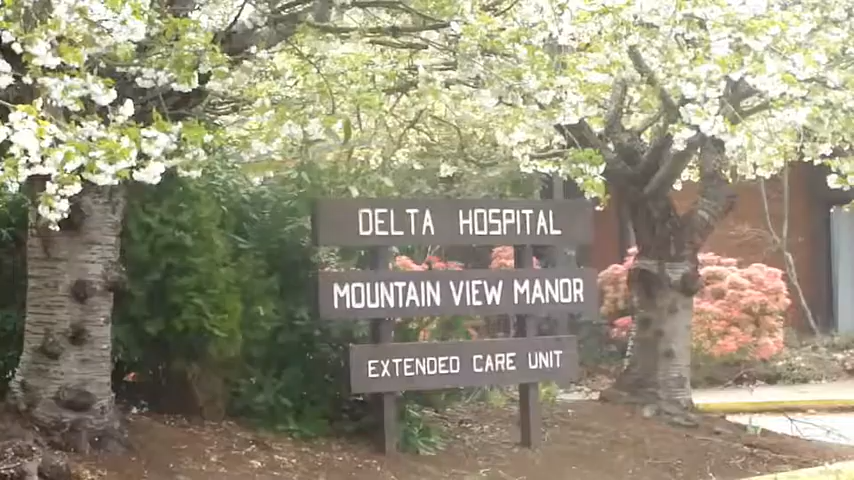 DELTA HOSPITAL
MOUNTAIN VIEW MANOR
EXTENDED CARE UNIT